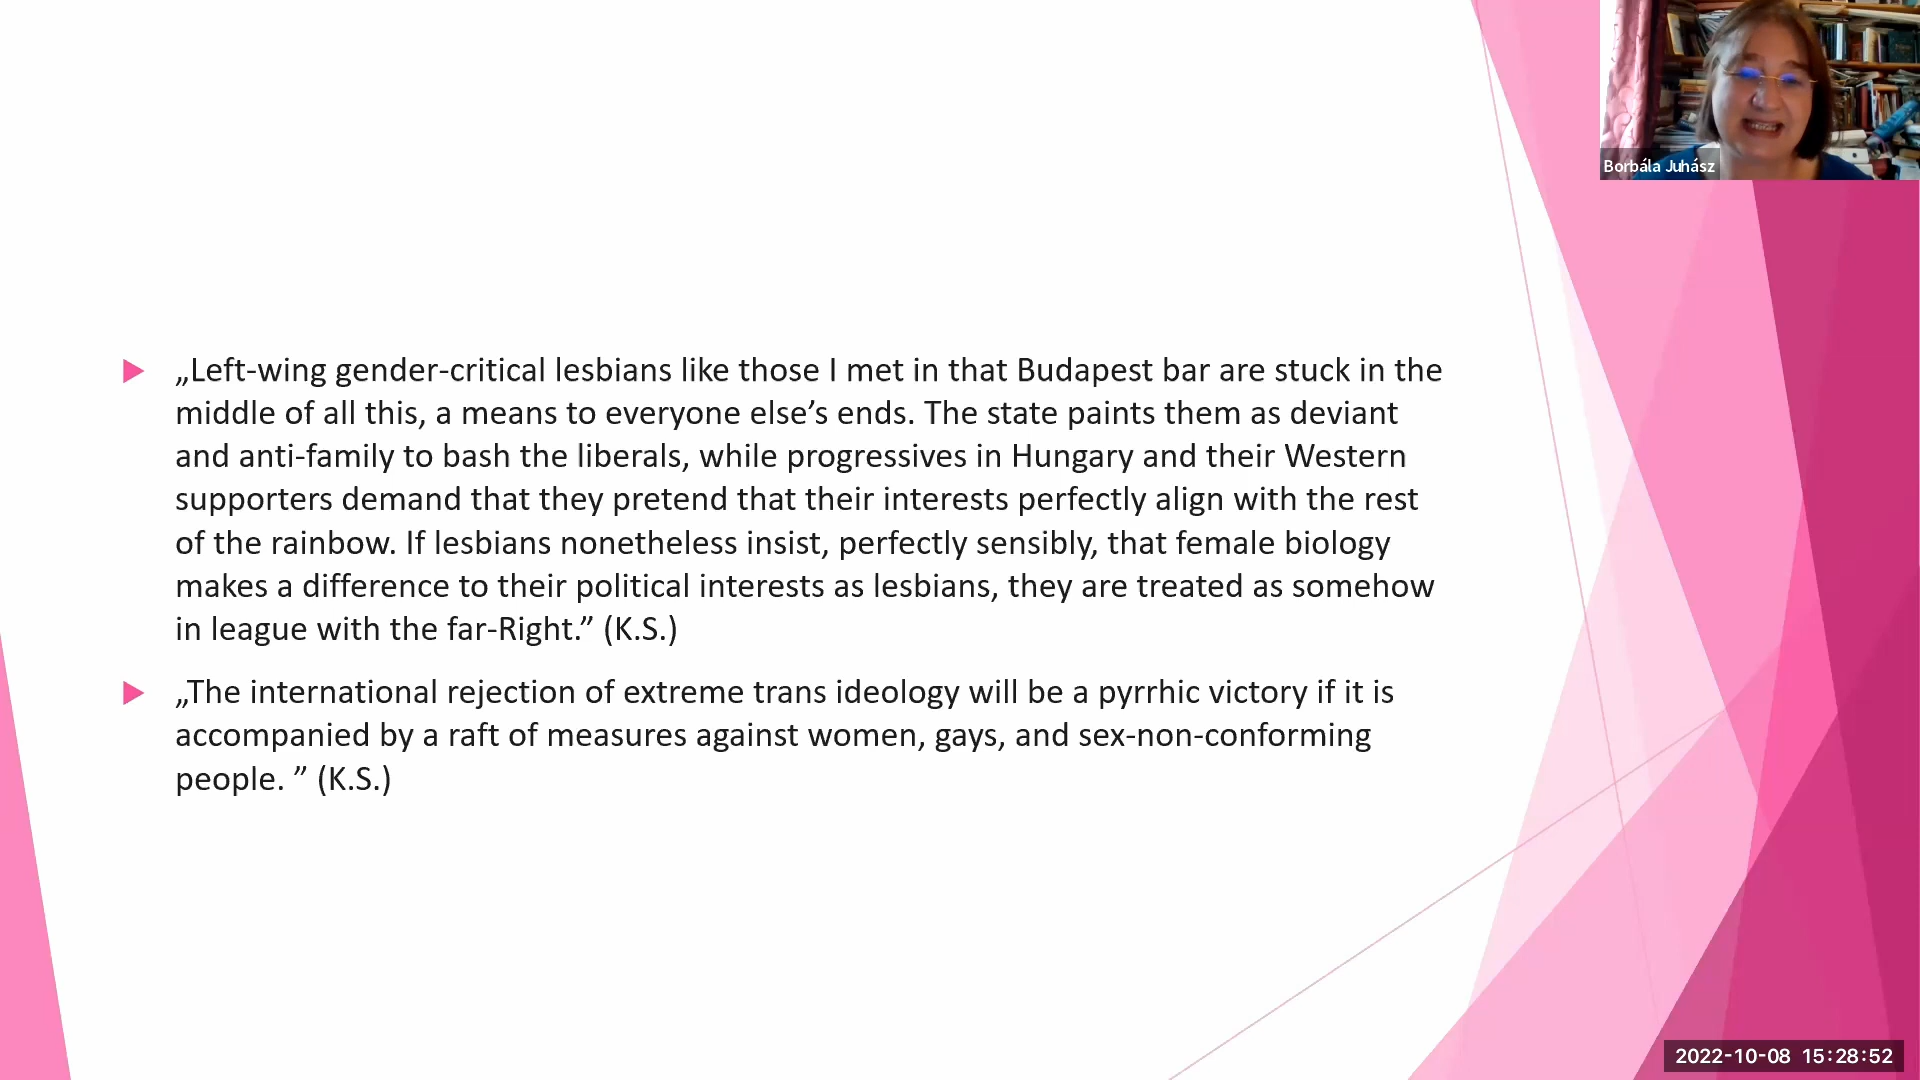 Borbála Juhász
„Left-wing gender-critical lesbians like those I met in that Budapest bar are stuck in the
middle of all this, a means to everyone else’s ends. The state paints them as deviant
and anti-family to bash the liberals, while progressives in Hungary and their Western
supporters demand that they pretend that their interests perfectly align with the rest
of the rainbow. If lesbians nonetheless insist, perfectly sensibly, that female biology
makes a difference to their political interests as lesbians, they are treated as somehow
in league with the far-Right.” (K.S.)
„The international rejection of extreme trans ideology will be a pyrrhic victory if it is
accompanied by a raft of measures against women, gays, and sex-non-conforming
people. ” (K.S.)
2022-10-08 15:28:52